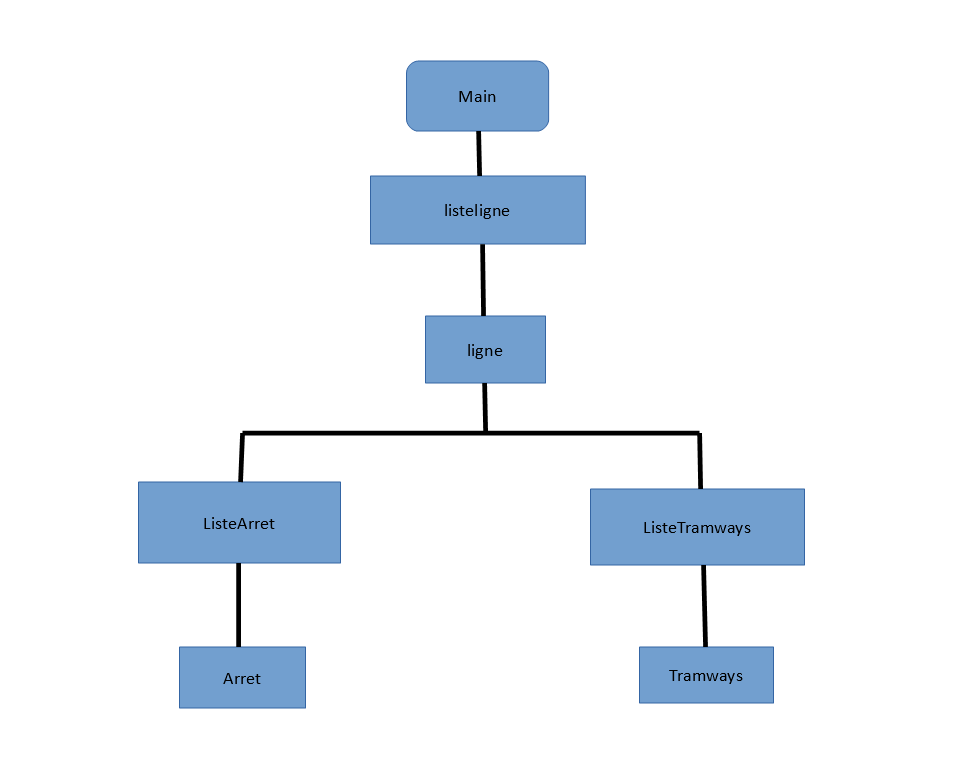 Main
listeligne
ligne
ListeArret
ListeTramways
Arret
Tramways